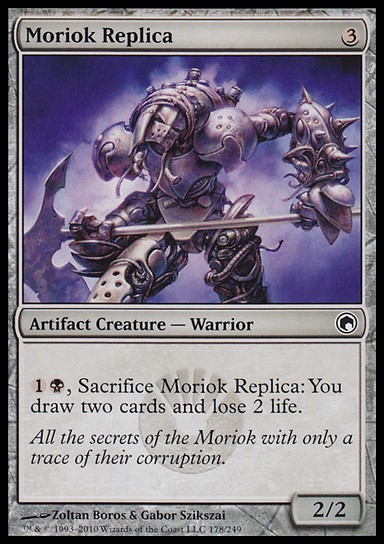 Moriok Replica 3
Artifact Creature — Warrior
1, Sacrifice Moriok Replica: You
draw two cards and lose 2 life.
All the secrets of the Moriok with only a
trace of their corruption.
Zoltan Boros & Gabor Szikszai
2/2
™ & © 1993–2010 Wizards of the Coast LLC 178/249